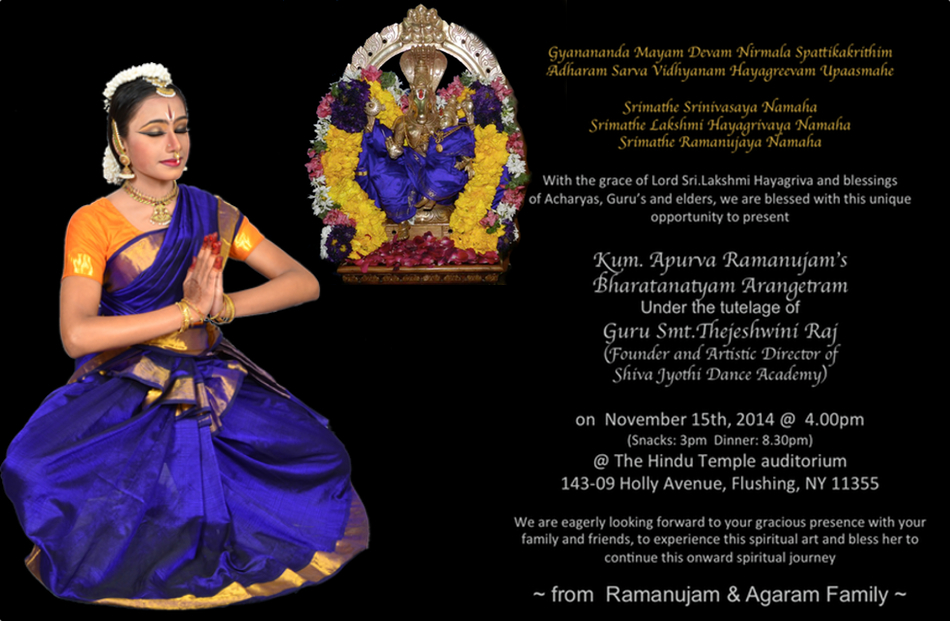 Gyanananda Mayam Devam Nirmala Spattikakrithim
Adharam Sarva Vidhyanam Hayagreevam Upaasmahe
Srimathe Srinivasaya Namaha
Srimathe Lakshmi Hayagrivaya Namaha
Srimathe Ramanujaya Namaha
With the grace of Lord Sri.Lakshmi Hayagriva and blessings
of Acharyas, Guru's and elders, we are blessed with this unique
opportunity to present
Kum. Apurva Ramanujam's
Bharatanatyam Arangetram
Under the tutelage of
Guru Smt.Thejeshwini Raj
(Founder and Artistic Director of
Shiva Jyothi Dance Academy)
on November 15th, 2014 @ 4.00pm
(Snacks: 3pm Dinner: 8.30pm)
@ The Hindu Temple auditorium
143-09 Holly Avenue, Flushing, NY 11355
We are eagerly looking forward to your gracious presence with your
family and friends, to experience this spiritual art and bless her to
continue this onward spiritual journey
~ from Ramanujam & Agaram Family ~